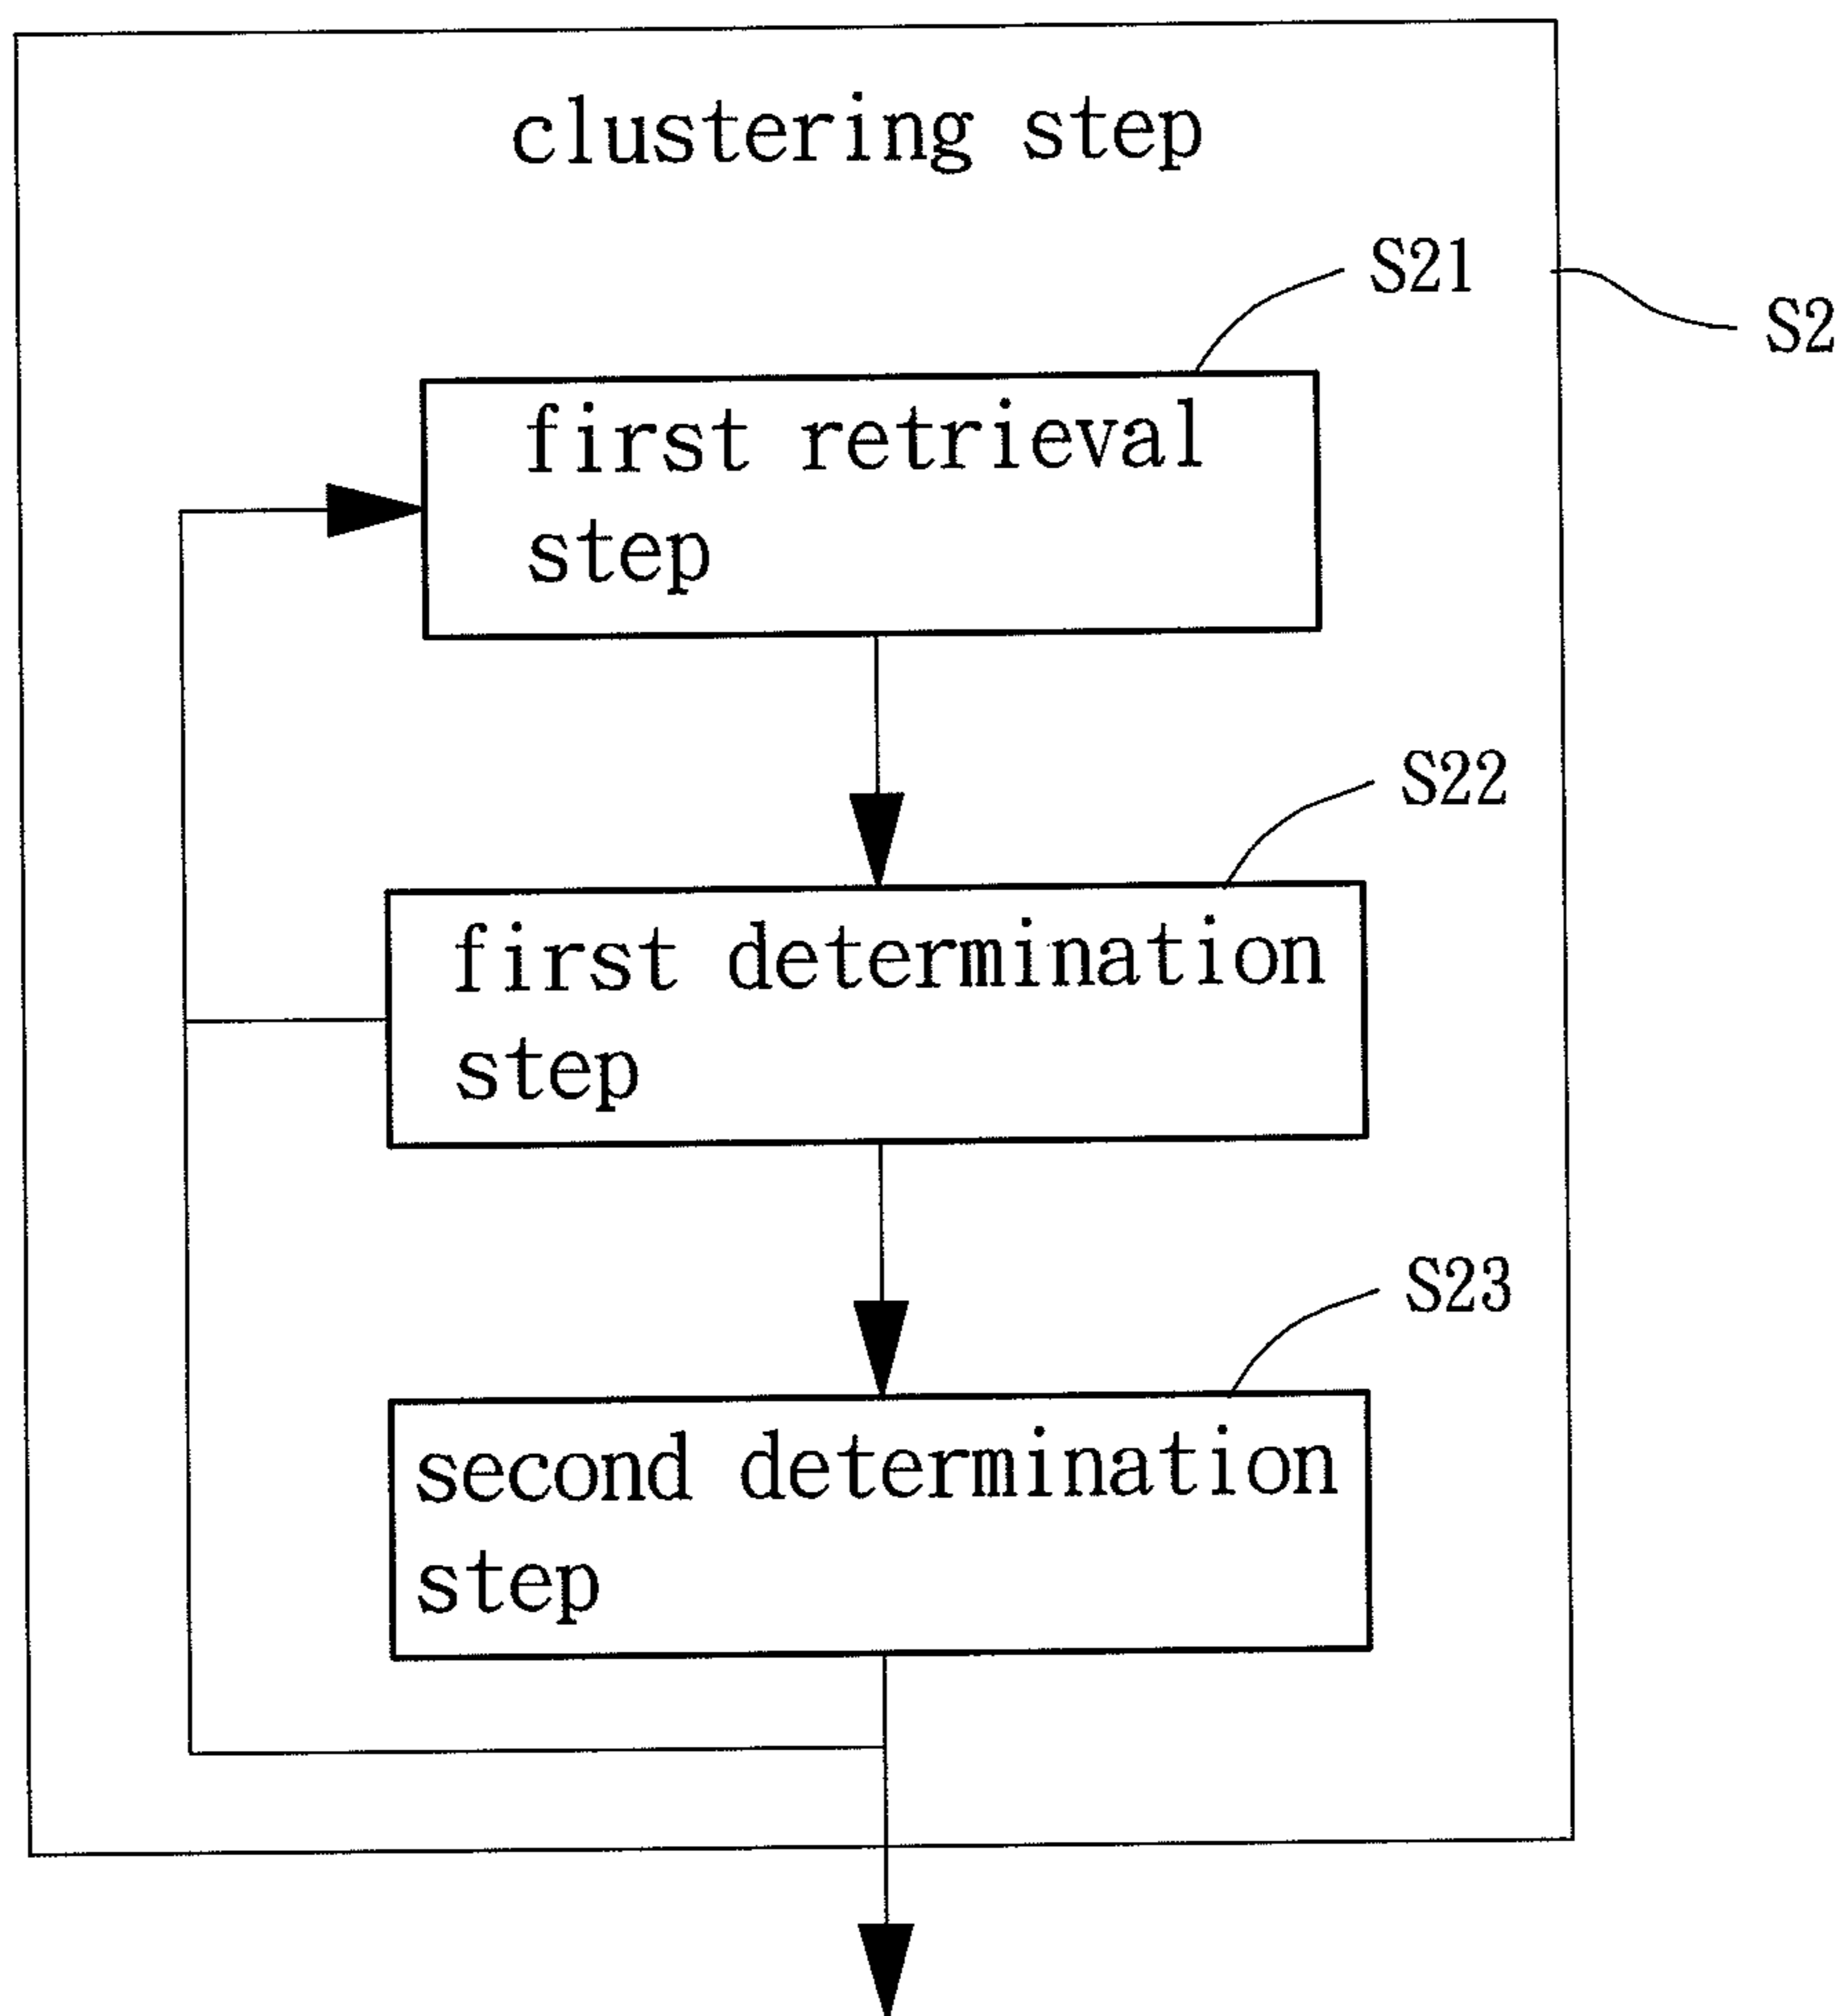 clustering step
S21
S2
first retrieval
step
S22
first determination
step
S23
second determination
step